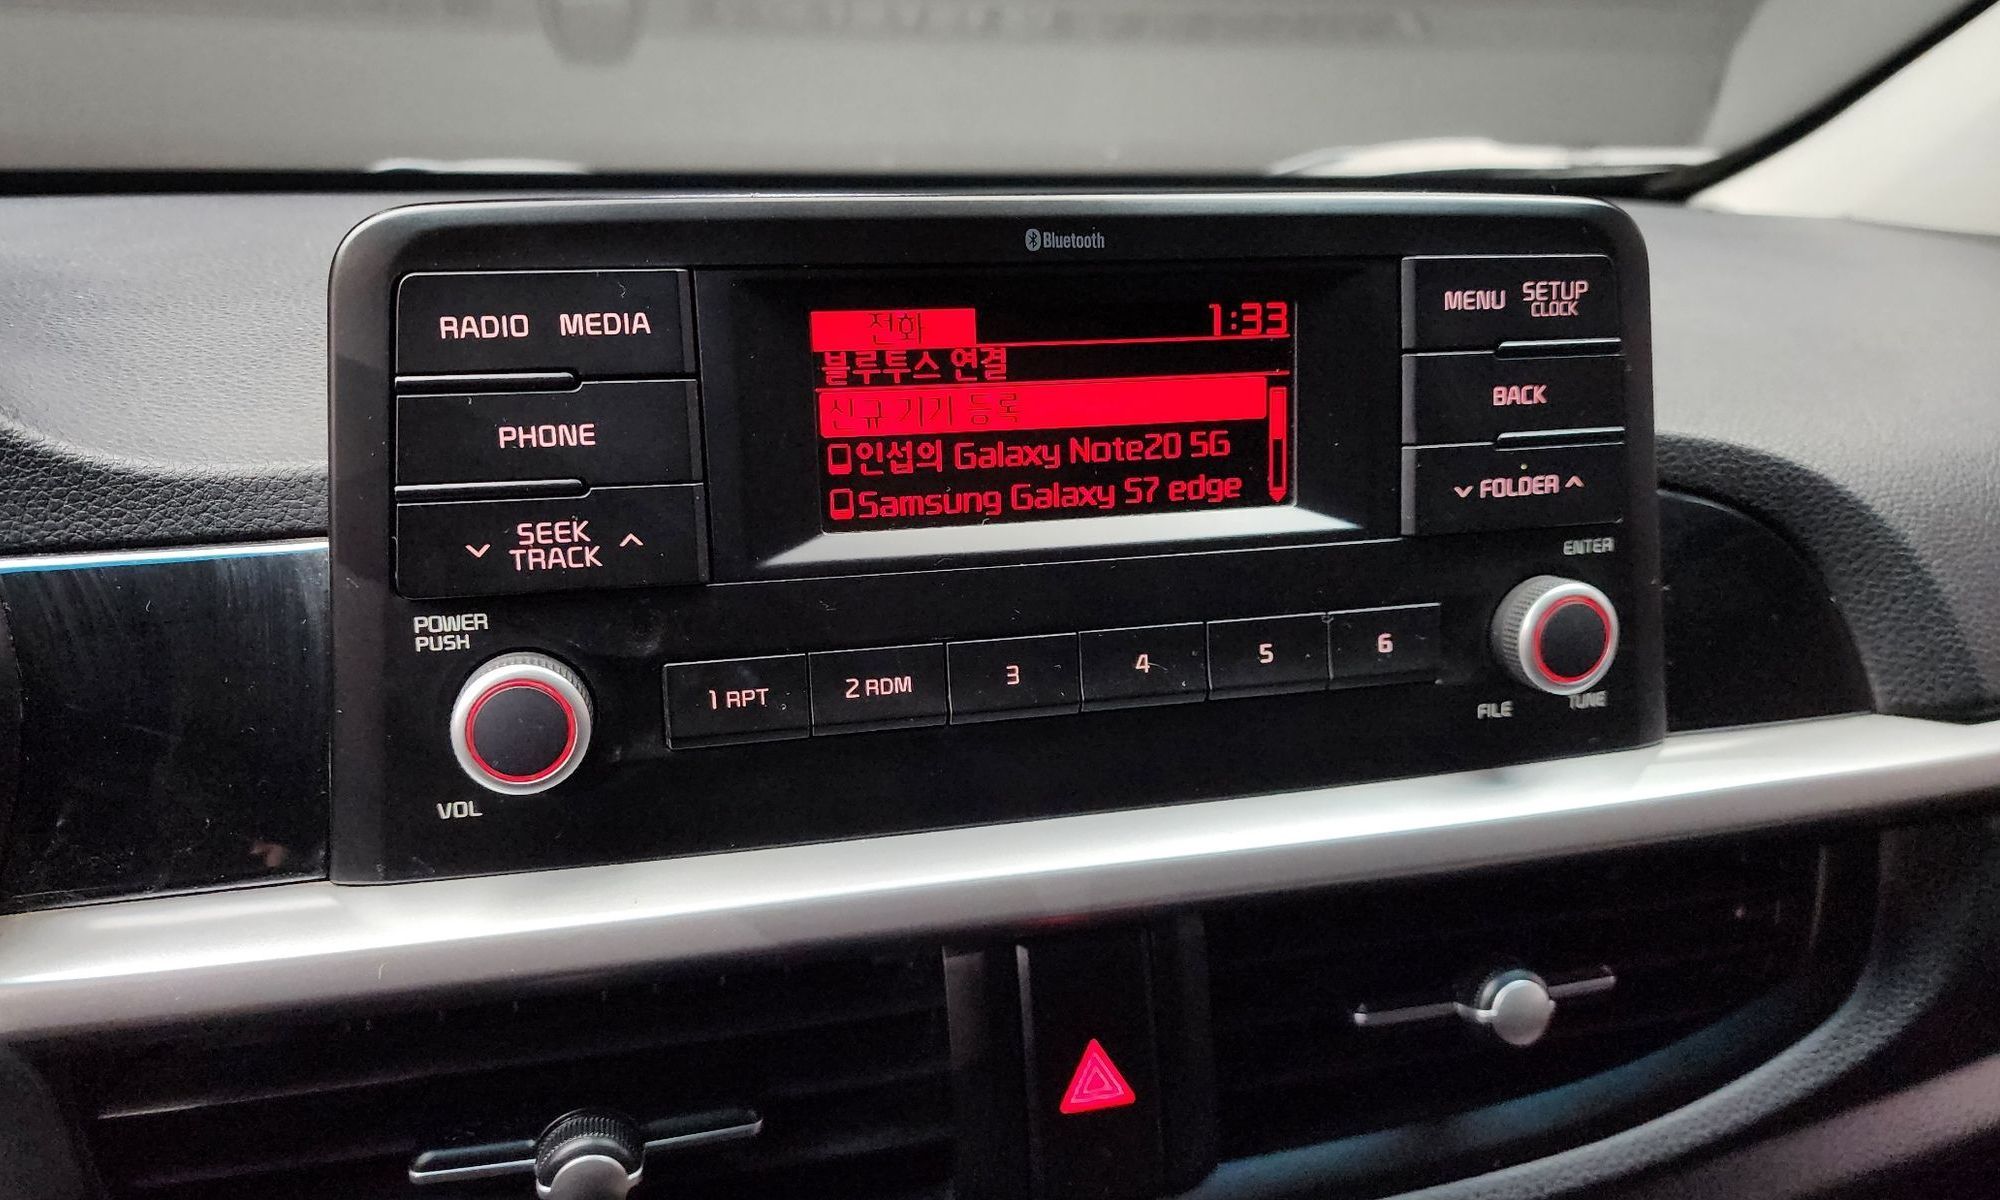 Bluetooth
RADIO MEDIA
PHONE
SEEK
TRACK
POWER
PUSH
VOL
전화 1:33
블루투스 연결
신규 기기 등록
인섭의 Galaxy Note20 5G
Samsung Galaxy S7 edge
MENU SETUP
CLOCK
BACK
FOLDER
ENTER
FILE TUNE
1 RPT 2 RDM 3 4 5 6